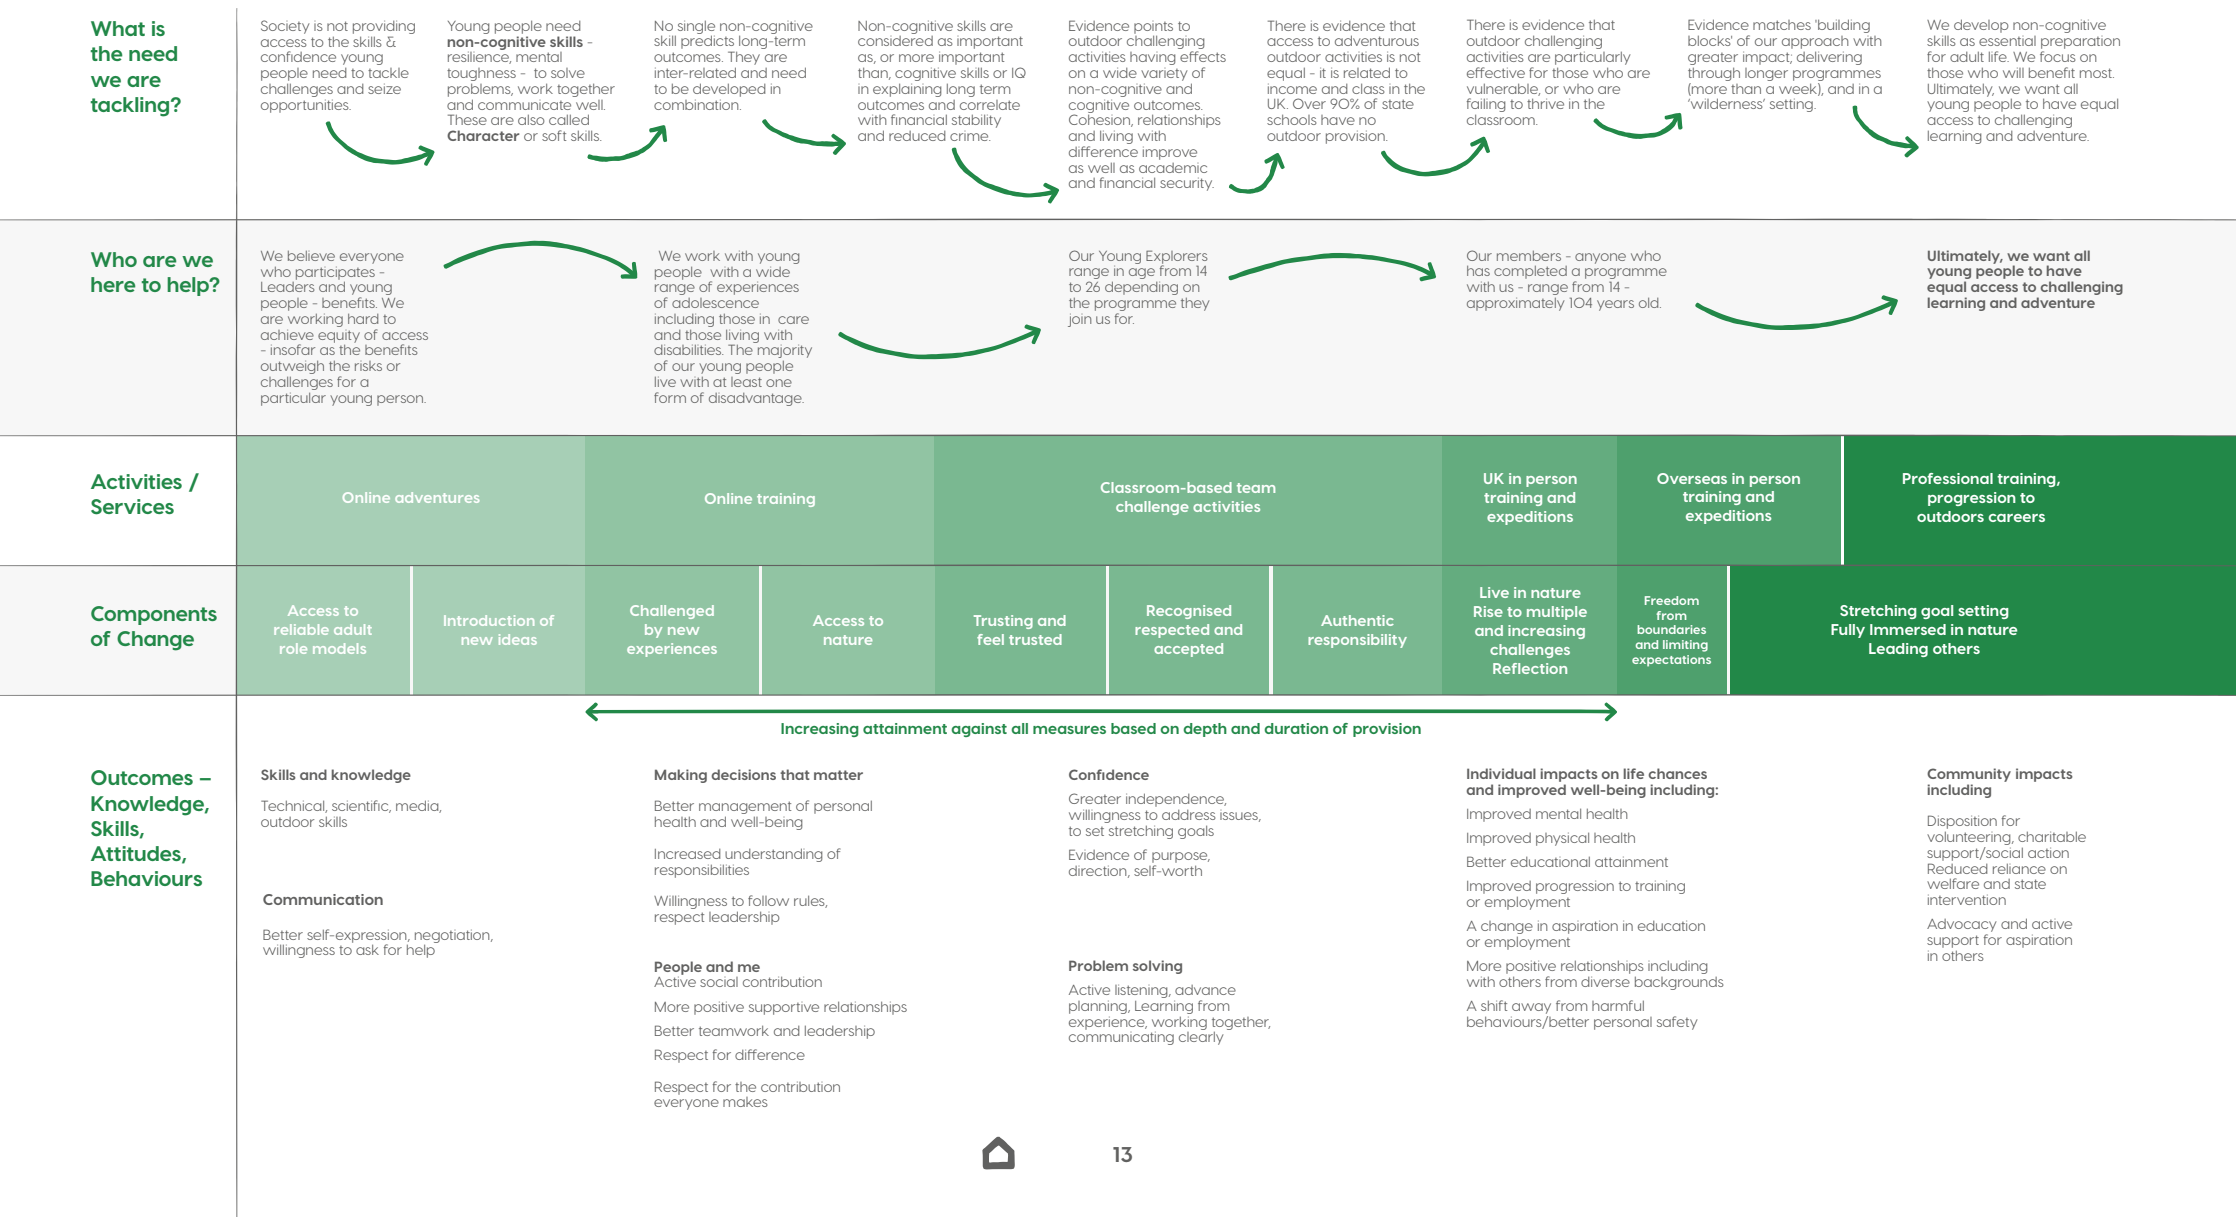 What is
the need
we are
tackling?
Society is not providing
access to the skills &
confidence young
people need to tackle
challenges and seize
opportunities.
Young people need
non-cognitive skills -
resilience, mental
toughness -  to solve
problems, work together
and communicate well.
These are also called
Character or soft skills.
No single non-cognitive
skill predicts long-term
outcomes. They are
inter-related and need
to be developed in
combination.
Non-cognitive skills are
considered as important
as, or more important
than, cognitive skills or IQ
in explaining long term
outcomes and correlate
with financial stability
and reduced crime.
Evidence points to
outdoor challenging
activities having effects
on a wide variety of
non-cognitive and
cognitive outcomes.
Cohesion, relationships
and living with
difference improve
as well as academic
and financial security.
There is evidence that
access to adventurous
outdoor activities is not
equal - it is related to
income and class in the
UK. Over 90% of state
schools have no
outdoor provision.
There is evidence that
outdoor challenging
activities are particularly
effective for those who are
vulnerable, or who are
failing to thrive in the
classroom.
Evidence matches 'building
blocks' of our approach with
greater impact; delivering
through longer programmes
(more than a week), and in a
'wilderness' setting.
We develop non-cognitive
skills as essential preparation
for adult life. We focus on
those who will benefit most.
Ultimately, we want all
young people to have equal
access to challenging
learning and adventure.
Who are we
here to help?
We believe everyone
who participates -
Leaders and young
people - benefits. We
are working hard to
achieve equity of access
- insofar as the benefits
outweigh the risks or
challenges for a
particular young person.
We work with young
people  with a wide
range of experiences
of adolescence
including those in  care
and those living with
disabilities. The majority
of our young people
live with at least one
form of disadvantage.
Our Young Explorers
range in age from 14
to 26 depending on
the programme they
join us for.
Our members - anyone who
has completed a programme
with us - range from 14 -
approximately 104 years old.
Ultimately, we want all
young people to have
equal access to challenging
learning and adventure
Activities /
Services
Online adventures
Online training
Classroom-based team
challenge activities
UK in person
training and
expeditions
Overseas in person
training and
expeditions
Professional training,
progression to
outdoors careers
Components
of Change
Access to
reliable adult
role models
Introduction of
new ideas
Challenged
by new
experiences
Access to
nature
Trusting and
feel trusted
Recognised
respected and
accepted
Authentic
responsibility
Live in nature
Rise to multiple
and increasing
challenges
Reflection
Freedom
from
boundaries
and limiting
expectations
Stretching goal setting
Fully Immersed in nature
Leading others
Increasing attainment against all measures based on depth and duration of provision
Outcomes –
Knowledge,
Skills,
Attitudes,
Behaviours
Skills and knowledge
Technical, scientific, media,
outdoor skills
Communication
Better self-expression, negotiation,
willingness to ask for help
Making decisions that matter
Better management of personal
health and well-being
Increased understanding of
responsibilities
Willingness to follow rules,
respect leadership
People and me
Active social contribution
More positive supportive relationships
Better teamwork and leadership
Respect for difference
Respect for the contribution
everyone makes
Confidence
Greater independence,
willingness to address issues,
to set stretching goals
Evidence of purpose,
direction, self-worth
Problem solving
Active listening, advance
planning, Learning from
experience, working together,
communicating clearly
Individual impacts on life chances
and improved well-being including:
Improved mental health
Improved physical health
Better educational attainment
Improved progression to training
or employment
A change in aspiration in education
or employment
More positive relationships including
with others from diverse backgrounds
A shift away from harmful
behaviours/better personal safety
Community impacts
including
Disposition for
volunteering, charitable
support/social action
Reduced reliance on
welfare and state
intervention
Advocacy and active
support for aspiration
in others
13